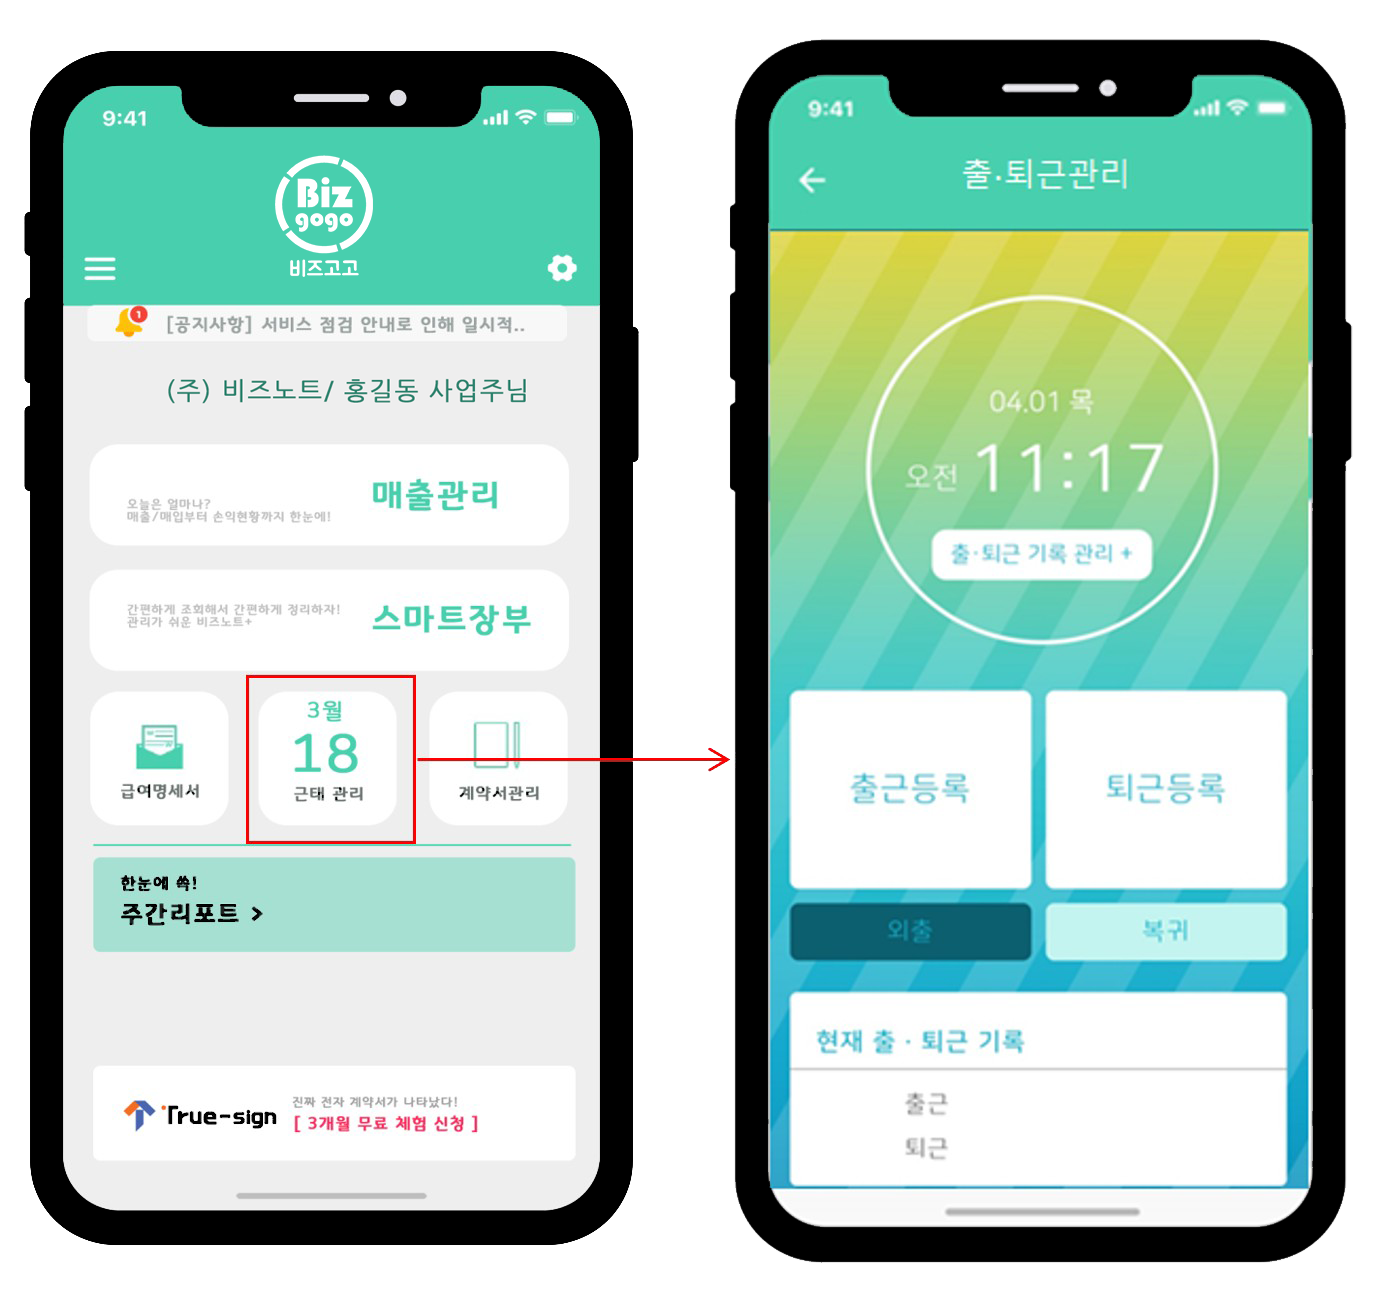 9:41
Biz
gogo
비즈고고
1
[공지사항] 서비스 점검 안내로 인해 일시적..
(주) 비즈노트/ 홍길동 사업주님
오늘은 얼마나?
매출/매입부터 손익현황까지 한눈에!
매출관리
간편하게 조회해서 간편하게 정리하자!
관리가 쉬운 비즈노트+
스마트장부
급여명세서
3월
18
근태 관리
계약서관리
한눈에 쏙!
주간리포트 >
True-sign
진짜 전자 계약서가 나타났다!
[ 3개월 무료 체험 신청 ]
9:41
출·퇴근관리
04.01 목
오전 11:17
출·퇴근 기록 관리 +
출근등록
퇴근등록
외출
복귀
현재 출 · 퇴근 기록
출근
퇴근